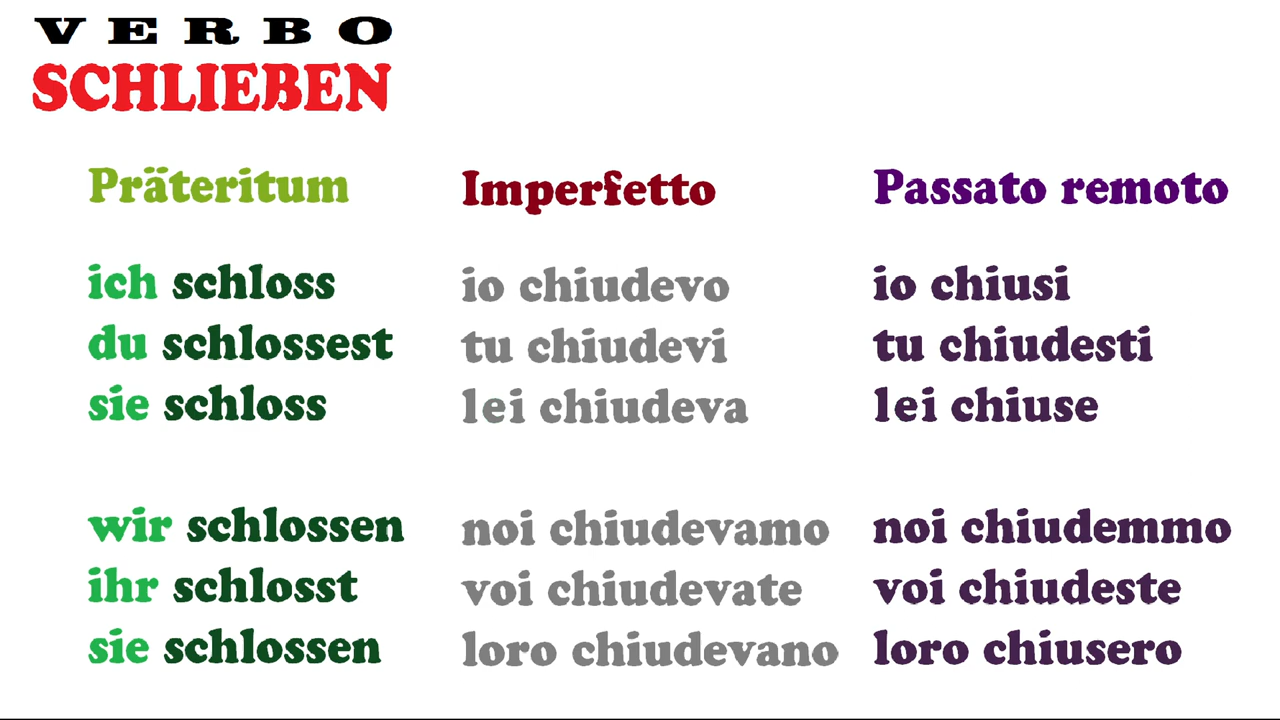 VERBO
SCHLIEßEN
Präteritum Imperfetto Passato remoto
ich schloss io chiudevo io chiusi
du schlossest tu chiudevi tu chiudesti
sie schloss lei chiudeva lei chiuse
wir schlossen noi chiudevamo noi chiudemmo
ihr schlosst voi chiudevate voi chiudeste
sie schlossen loro chiudevano loro chiusero